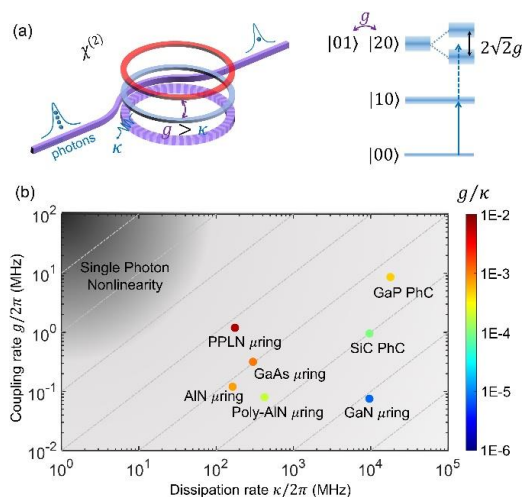 (a)
χ(2)
photons
κ
g > κ
g
|01⟩ |20⟩
2√2g
|10⟩
|00⟩
(b)
g/κ
Coupling rate g/2π (MHz)
10^2
10^1
10^0
10^-1
10^-2
Single Photon
Nonlinearity
GaP PhC
PPLN μring
SiC PhC
GaAs μring
AlN μring
Poly-AlN μring
GaN μring
10^0 10^1 10^2 10^3 10^4 10^5
Dissipation rate κ/2π (MHz)
1E-2
1E-3
1E-4
1E-5
1E-6